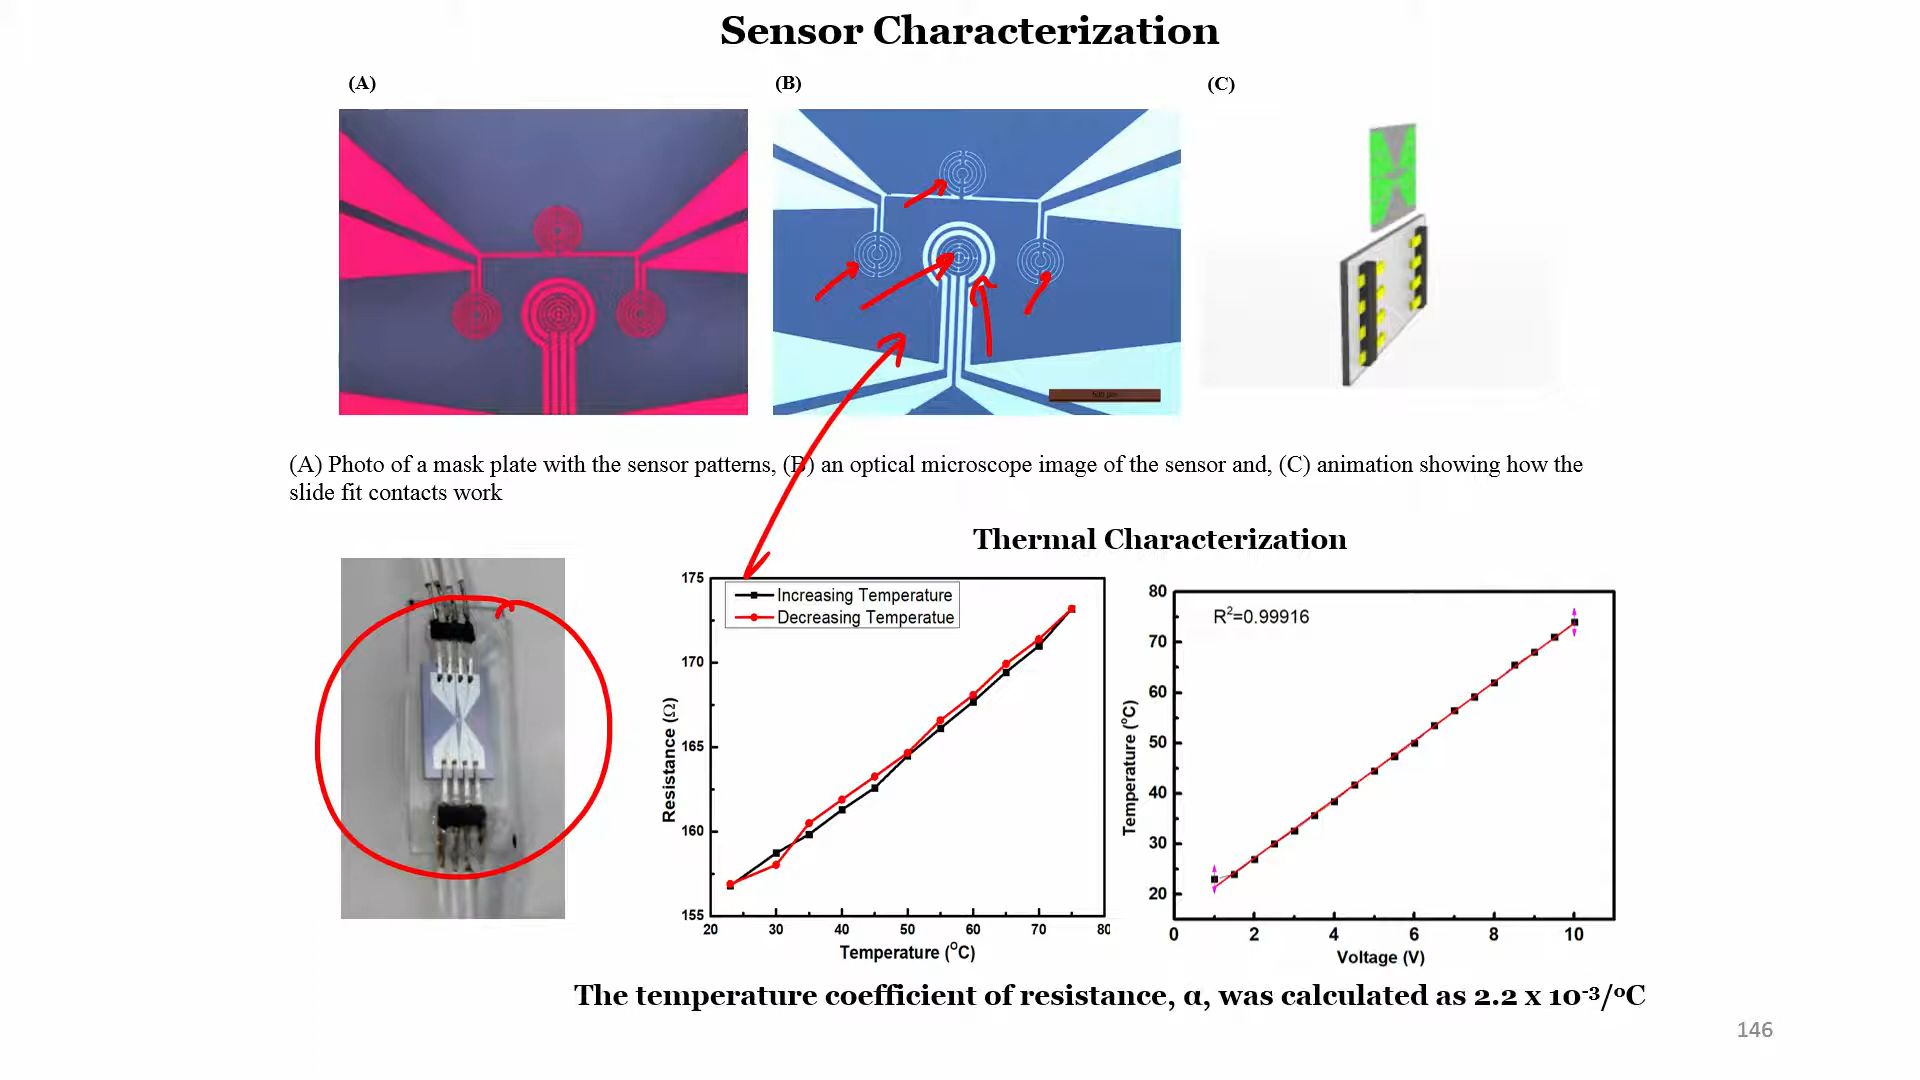 Sensor Characterization
(A)
(B)
(C)
(A) Photo of a mask plate with the sensor patterns, (B) an optical microscope image of the sensor and, (C) animation showing how the
slide fit contacts work
Thermal Characterization
175
170
165
160
155
Resistance (Ω)
Increasing Temperature
Decreasing Temperatue
20 30 40 50 60 70 80
Temperature (°C)
80
70
60
50
40
30
20
Temperature (°C)
R²=0.99916
0 2 4 6 8 10
Voltage (V)
The temperature coefficient of resistance, α, was calculated as 2.2 x 10⁻³/°C
146